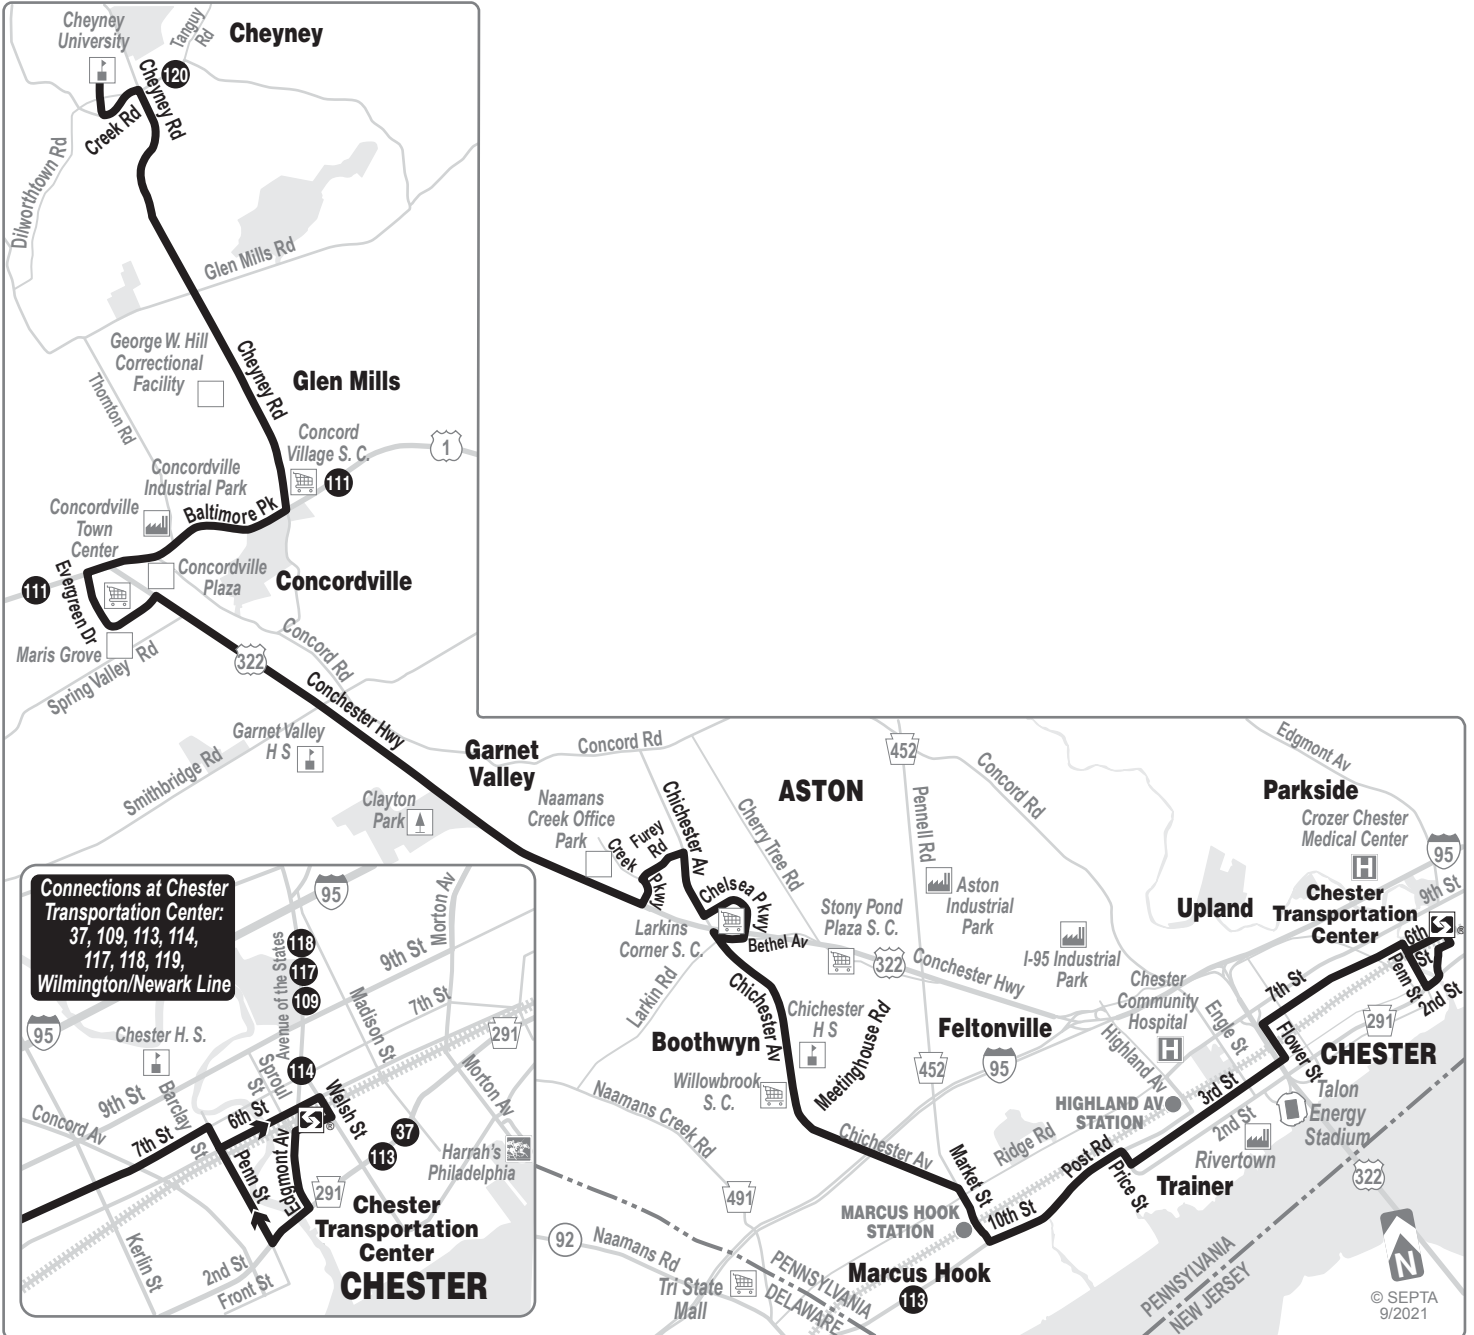 Cheyney
University
Tanguy
Rd
Cheyney
120
Cheyney Rd
Creek Rd
Dilworthtown Rd
Glen Mills Rd
George W. Hill
Correctional
Facility
Cheyney Rd
Glen Mills
Thornton Rd
Concord
Village S. C.
1
111
Concordville
Industrial Park
Baltimore Pk
Concordville
Town
Center
Concordville
Plaza
Concordville
111
Evergreen Dr
Maris Grove
Spring Valley Rd
322
Concord Rd
Conchester Hwy
Garnet Valley
H S
Smithbridge Rd
Clayton
Park
Garnet
Valley
Concord Rd
Naamans
Creek Office
Park
Creek
Pkwy
Furey
Rd
Chichester Av
Cherry Tree Rd
ASTON
452
Pennell Rd
Concord Rd
Edgmont Av
Parkside
Crozer Chester
Medical Center
95
9th St
Chester
Transportation
Center
®
Upland
Aston
Industrial
Park
Chelsea Pkwy
Larkins
Corner S. C.
Bethel Av
Stony Pond
Plaza S. C.
322
Conchester Hwy
I-95 Industrial
Park
Chester
Community
Hospital
Larkin Rd
Chichester Av
Chichester
H S
Meetinghouse Rd
Boothwyn
Willowbrook
S. C.
Feltonville
452
95
Highland Av
Engle St
7th St
6th
St
Penn St
2nd St
291
Flower St
CHESTER
Talon
Energy
Stadium
3rd St
2nd St
HIGHLAND AV
STATION
Rivertown
322
Naamans Creek Rd
Chichester Av
Market St
Ridge Rd
Post Rd
Price St
Trainer
10th St
MARCUS HOOK
STATION
Marcus Hook
113
491
92
Naamans Rd
Tri State
Mall
PENNSYLVANIA
DELAWARE
PENNSYLVANIA
NEW JERSEY
N
© SEPTA
9/2021
Connections at Chester
Transportation Center:
37, 109, 113, 114,
117, 118, 119,
Wilmington/Newark Line
95
Morton Av
118
117
109
Avenue of the States
9th St
7th St
Madison St
291
95
Chester H. S.
114
Sproul
St
Morton Av
Barclay
St
9th St
Concord Av
7th St
6th St
Welsh St
®
37
113
Harrah's
Philadelphia
Penn St
Edgmont Av
291
Chester
Transportation
Center
CHESTER
Kerlin St
2nd St
Front St